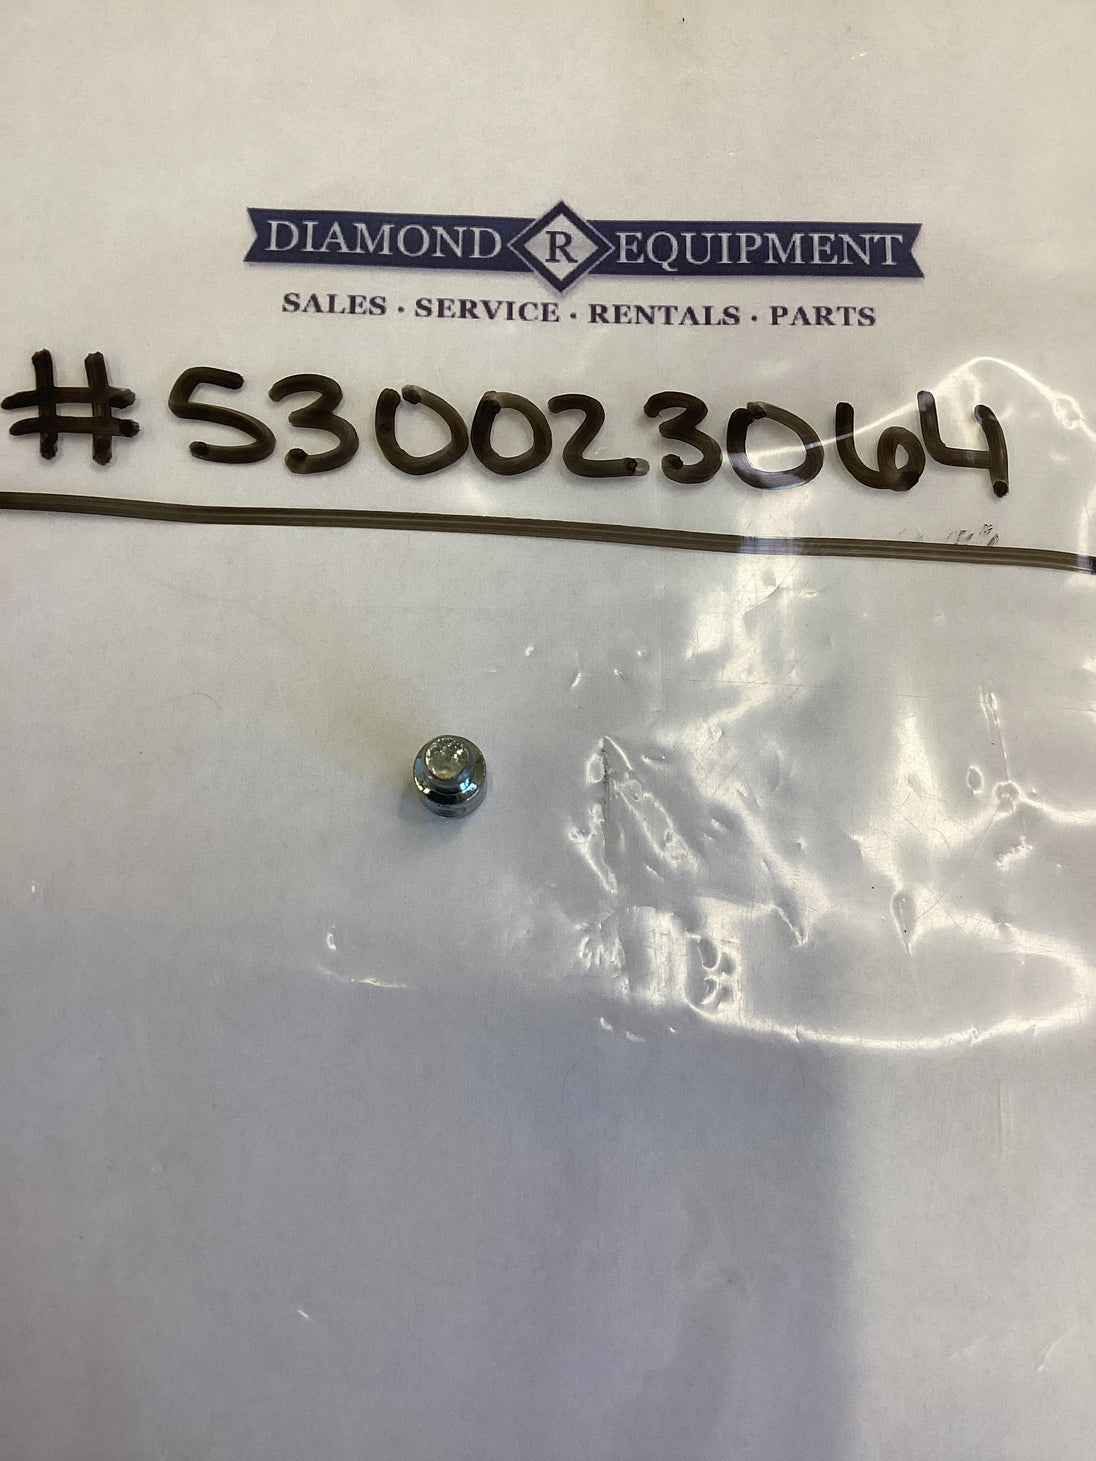 DIAMOND R EQUIPMENT
SALES · SERVICE · RENTALS · PARTS
#530023064